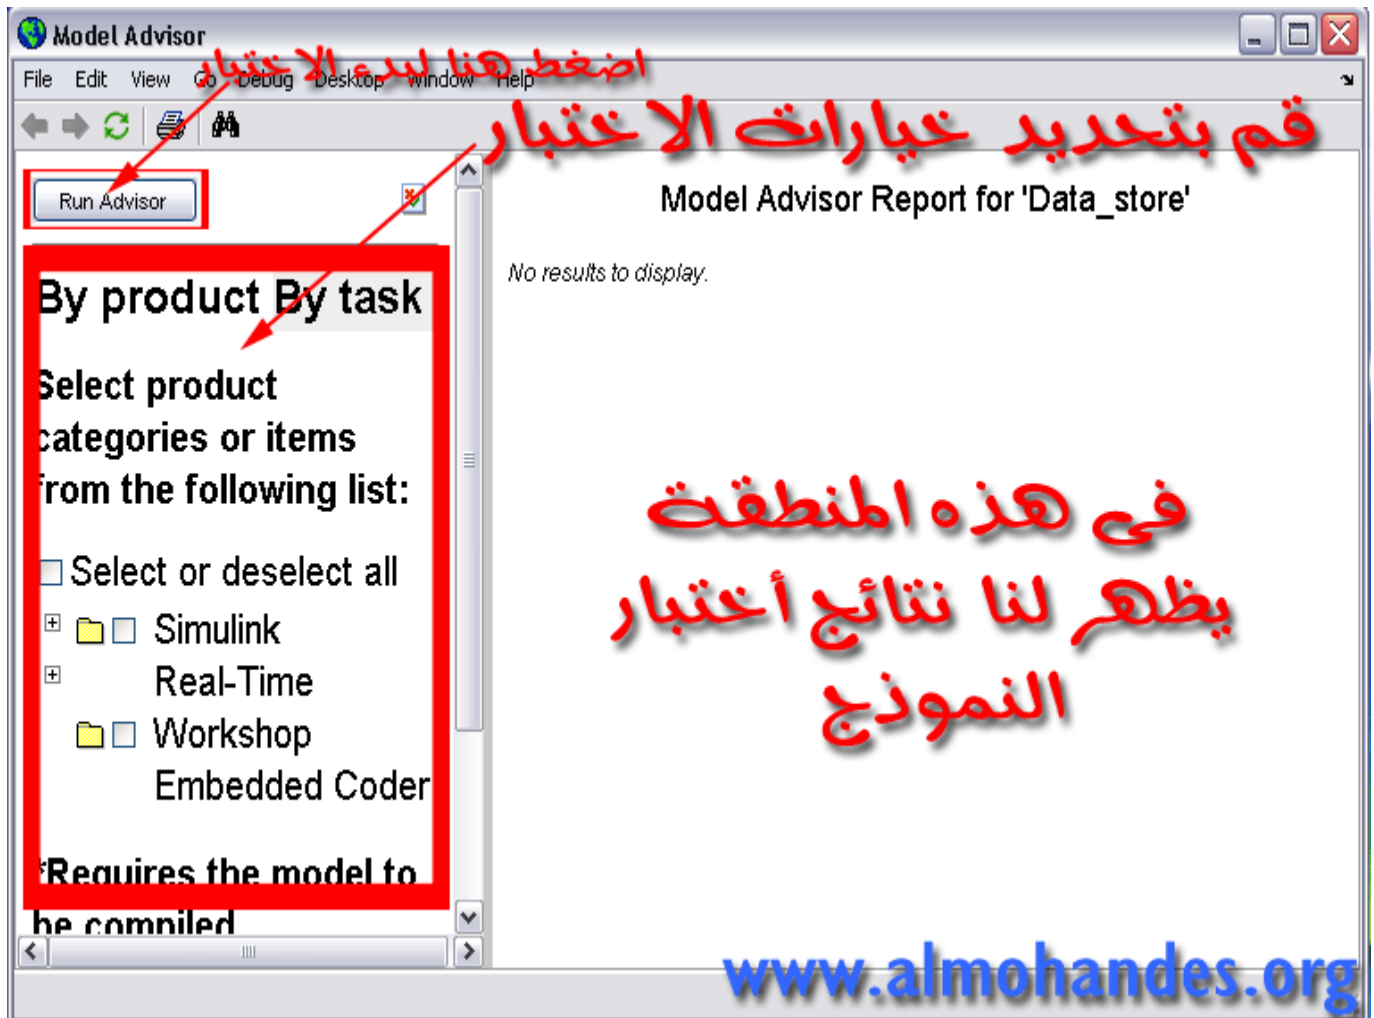 Model Advisor
اضغط هنا لبدء الاختبار
File Edit View Go Debug Desktop Window Help
قم بتحديد خيارات الاختبار
Run Advisor
Model Advisor Report for 'Data_store'
No results to display.
By product By task
Select product
categories or items
from the following list:
Select or deselect all
Simulink
Real-Time
Workshop
Embedded Coder
*Requires the model to
be compiled
فى هذه المنطقة
يظهر لنا نتائج أختبار
النموذج
www.almohandes.org